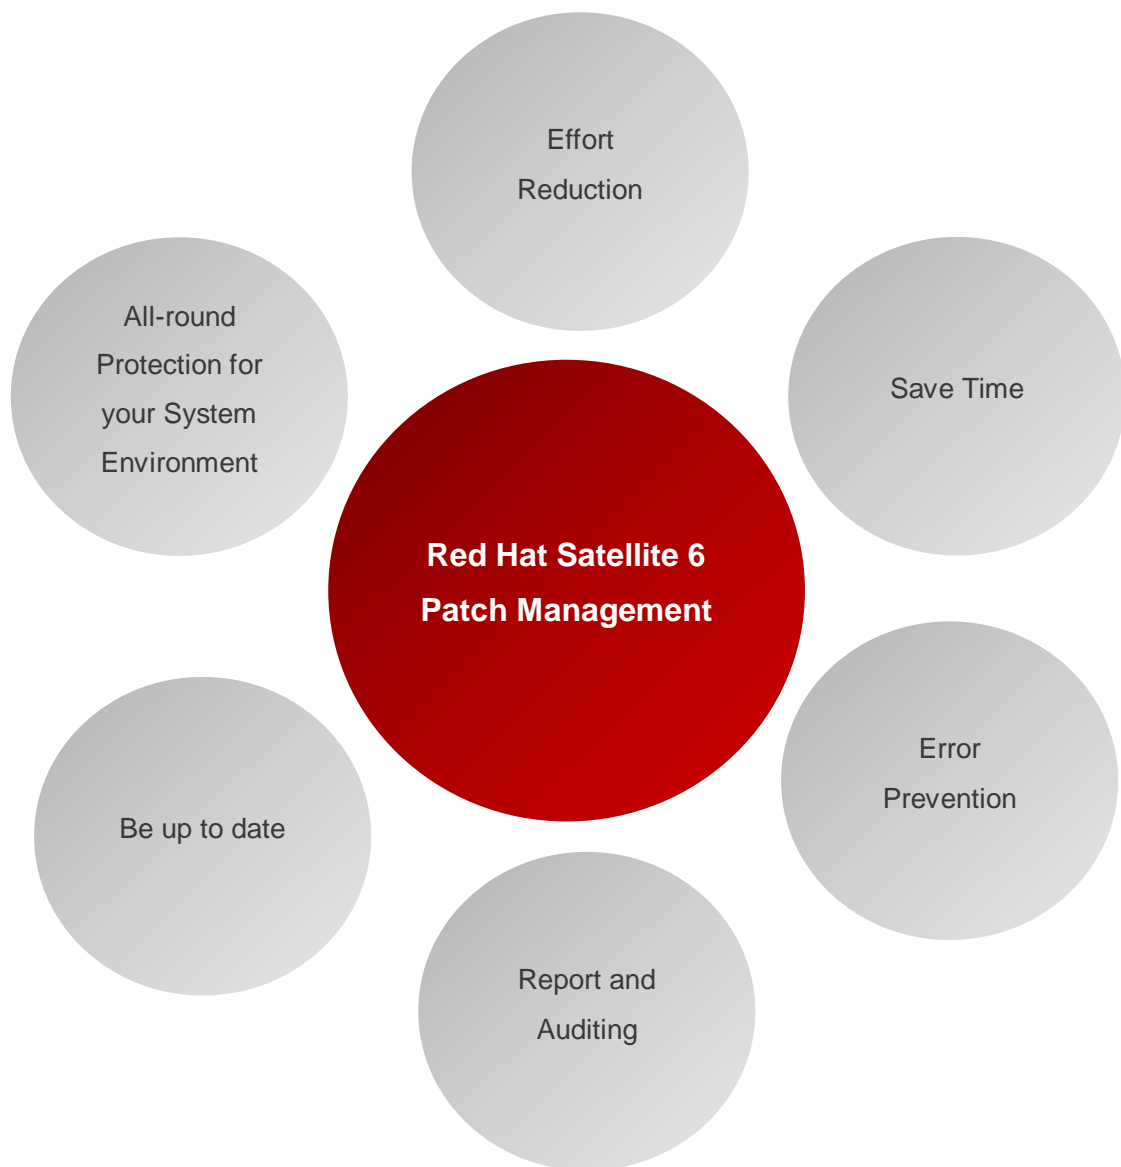 Effort
Reduction
All-round
Protection for
your System
Environment
Save Time
Red Hat Satellite 6
Patch Management
Error
Prevention
Be up to date
Report and
Auditing